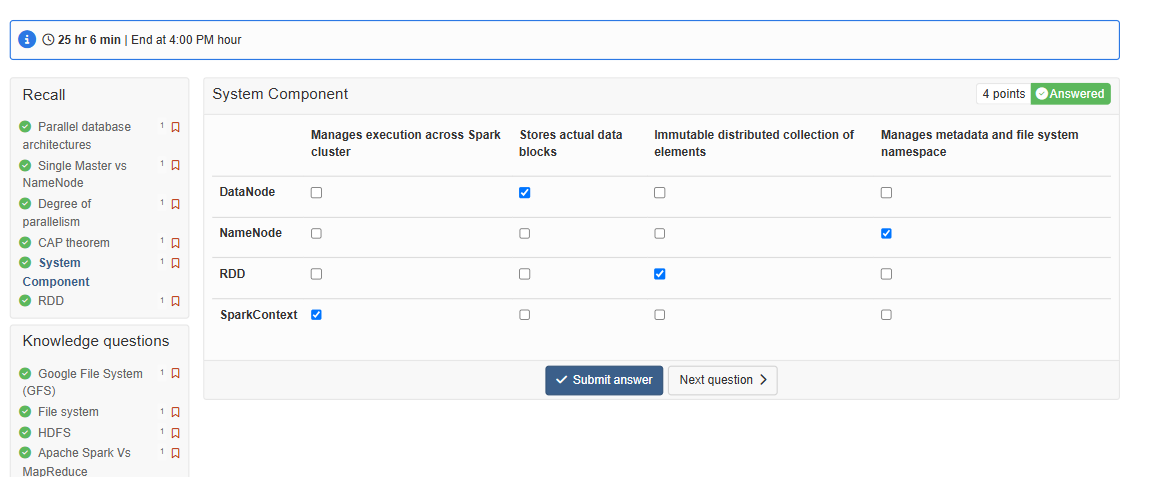 25 hr 6 min | End at 4:00 PM hour
Recall
Parallel database 1
architectures
Single Master vs 1
NameNode
Degree of 1
parallelism
CAP theorem 1
System 1
Component
RDD 1
Knowledge questions
Google File System 1
(GFS)
File system 1
HDFS 1
Apache Spark Vs 1
MapReduce
System Component 4 points Answered
Manages execution across Spark Stores actual data Immutable distributed collection of Manages metadata and file system
cluster blocks elements namespace
DataNode
NameNode
RDD
SparkContext
Submit answer Next question